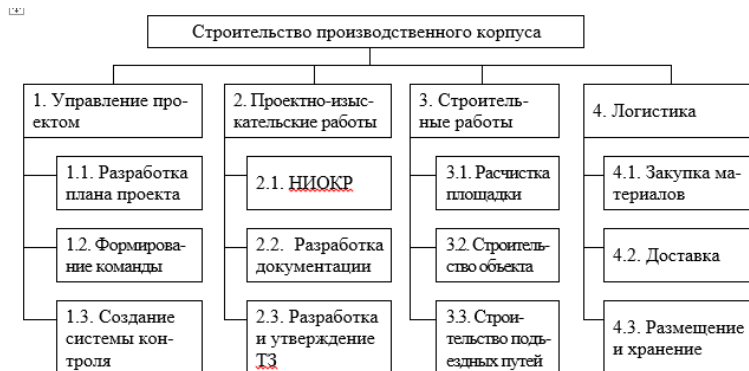 Строительство производственного корпуса
1. Управление про-
ектом
2. Проектно-изыс-
кательские работы
3. Строитель-
ные работы
4. Логистика
1.1. Разработка
плана проекта
2.1. НИОКР
3.1. Расчистка
площадки
4.1. Закупка ма-
териалов
1.2. Формирова-
ние команды
2.2. Разработка
документации
3.2. Строитель-
ство объекта
4.2. Доставка
1.3. Создание
системы кон-
троля
2.3. Разработка
и утверждение
ТЗ
3.3. Строи-
тельство подъ-
ездных путей
4.3. Размещение
и хранение